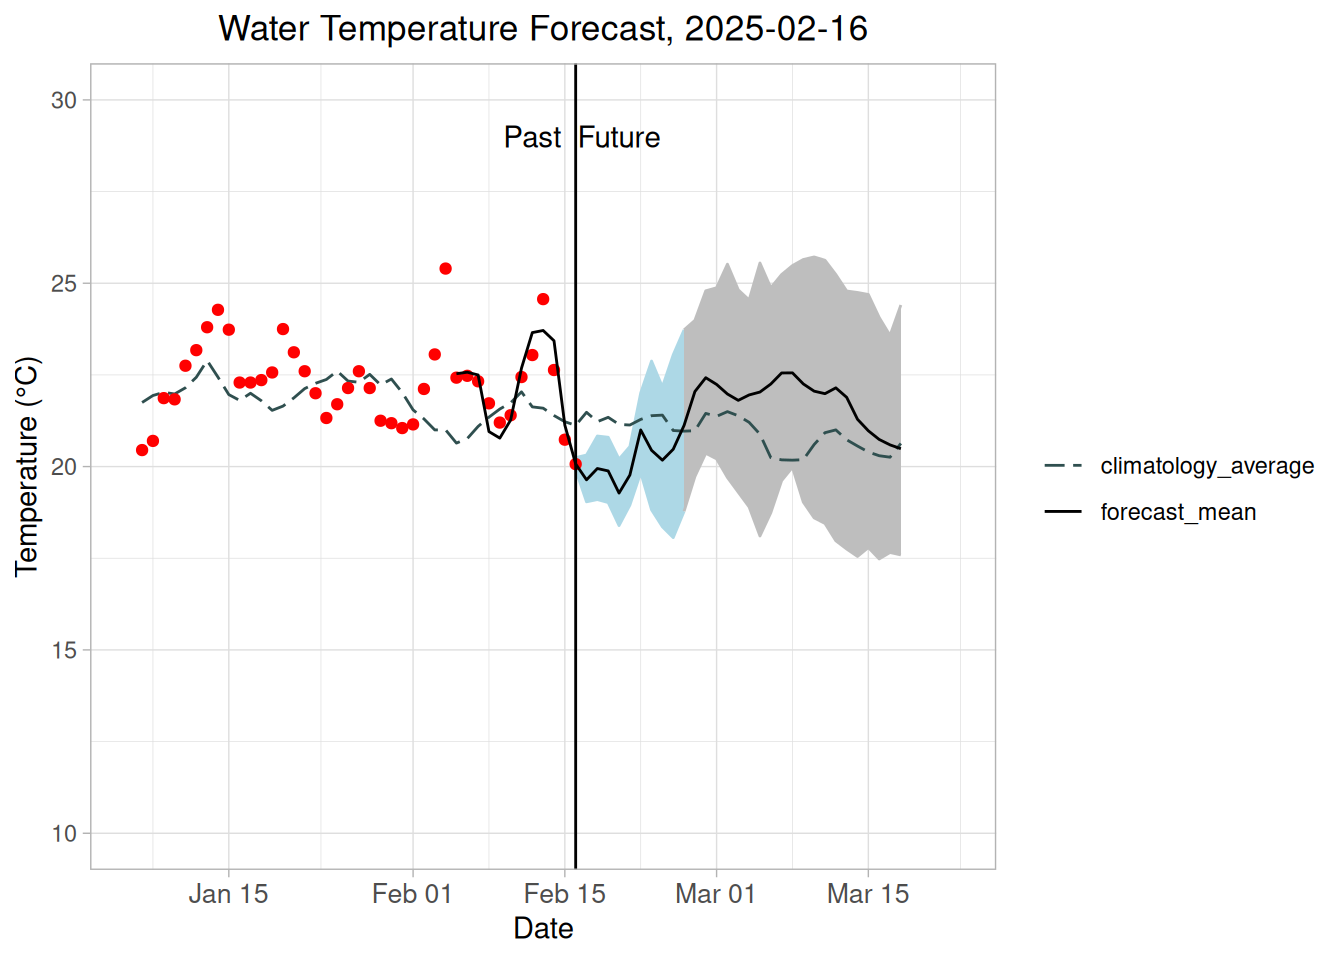 Water Temperature Forecast, 2025-02-16
30
Past Future
25
20
15
10
Temperature (°C)
Jan 15 Feb 01 Feb 15 Mar 01 Mar 15
Date
climatology_average
forecast_mean